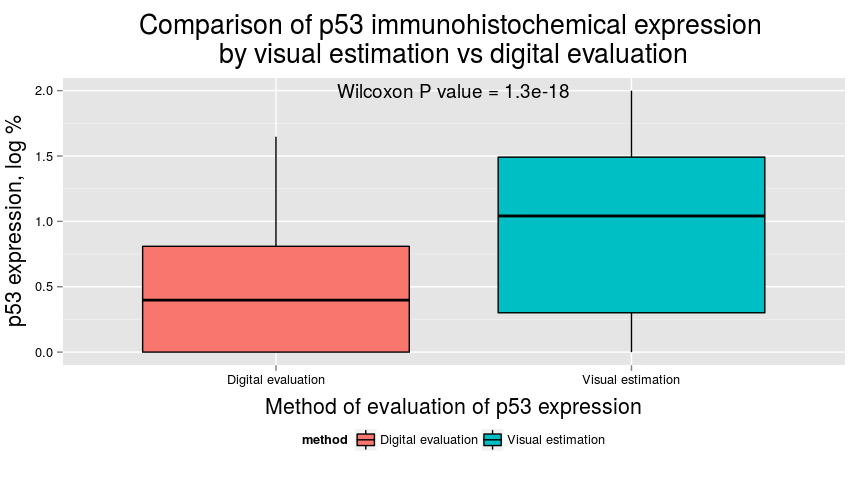 Comparison of p53 immunohistochemical expression
by visual estimation vs digital evaluation
Wilcoxon P value = 1.3e-18
p53 expression, log %
2.0
1.5
1.0
0.5
0.0
Digital evaluation Visual estimation
Method of evaluation of p53 expression
method Digital evaluation Visual estimation